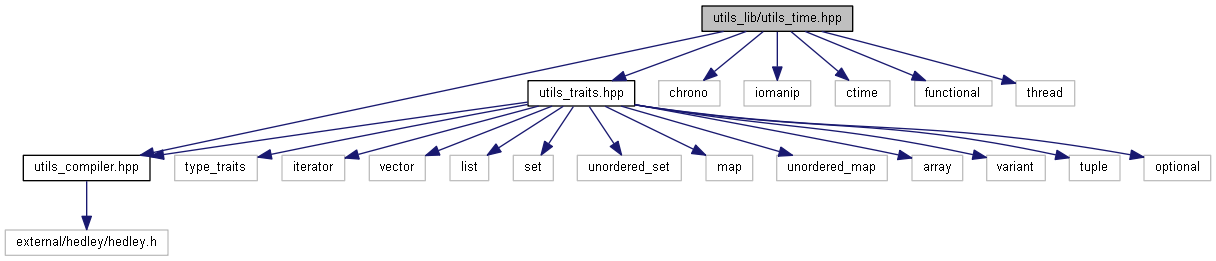 utils_lib/utils_time.hpp
utils_traits.hpp
chrono
iomanip
ctime
functional
thread
utils_compiler.hpp
type_traits
iterator
vector
list
set
unordered_set
map
unordered_map
array
variant
tuple
optional
external/hedley/hedley.h